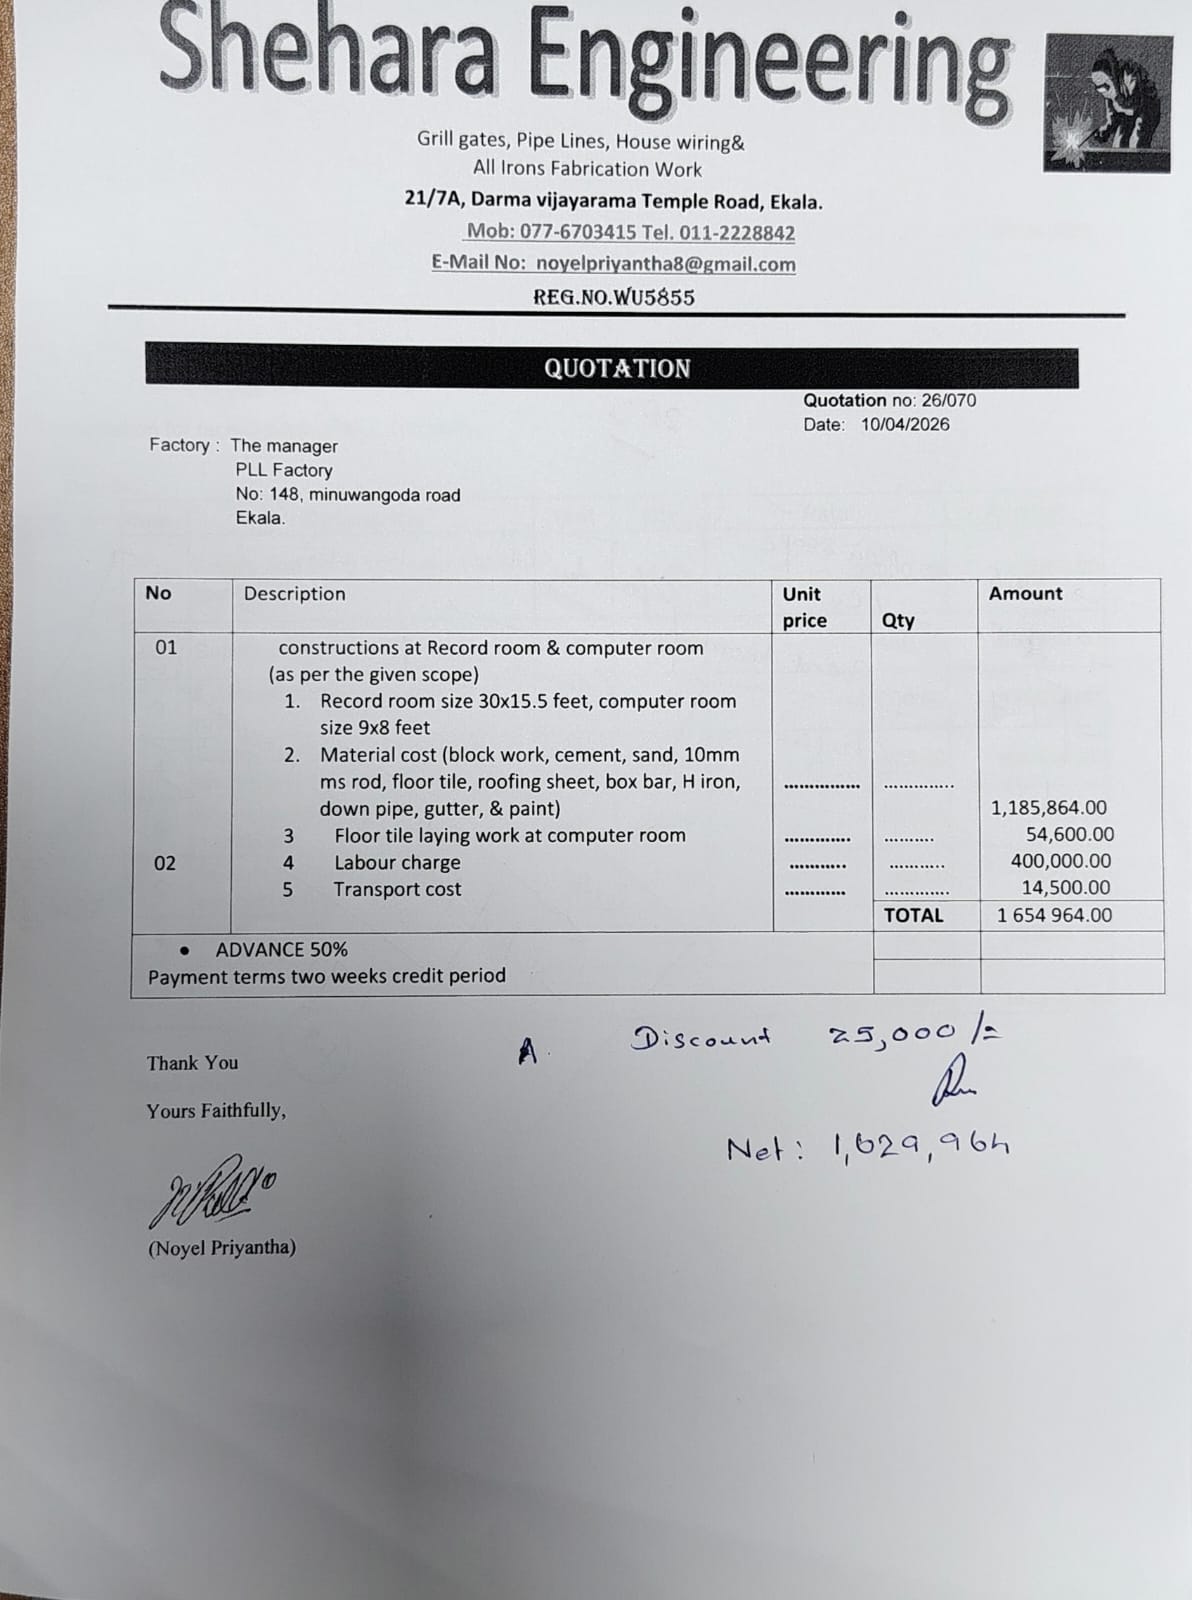 Shehara Engineering
Grill gates, Pipe Lines, House wiring&
All Irons Fabrication Work
21/7A, Darma vijayarama Temple Road, Ekala.
Mob: 077-6703415 Tel. 011-2228842
E-Mail No: noyelpriyantha8@gmail.com
REG.NO.WU5855
QUOTATION
Quotation no: 26/070
Date: 10/04/2026
Factory : The manager
PLL Factory
No: 148, minuwangoda road
Ekala.
No Description Unit price Qty Amount
01 constructions at Record room & computer room
(as per the given scope)
1. Record room size 30x15.5 feet, computer room
size 9x8 feet
2. Material cost (block work, cement, sand, 10mm
ms rod, floor tile, roofing sheet, box bar, H iron, ............... ..............
down pipe, gutter, & paint) 1,185,864.00
3 Floor tile laying work at computer room ............. .......... 54,600.00
02 4 Labour charge ........... ........... 400,000.00
5 Transport cost ............ ............. 14,500.00
TOTAL 1 654 964.00
• ADVANCE 50%
Payment terms two weeks credit period
A. Discount 25,000/=
Thank You
Yours Faithfully,
Net: 1,629,964
(Noyel Priyantha)